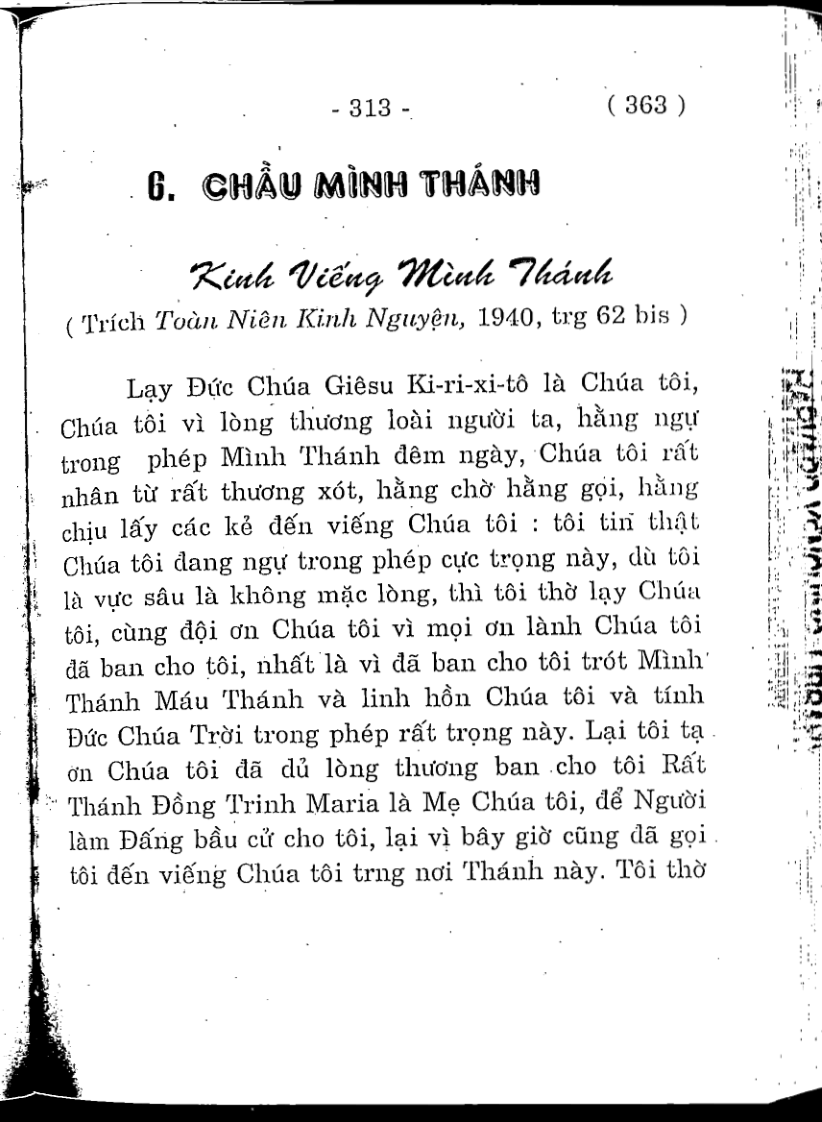 - 313 - ( 363 )
6. CHẦU MÌNH THÁNH
Kinh Viếng Mình Thánh
( Trích Toàn Niên Kinh Nguyện, 1940, trg 62 bis )
Lạy Đức Chúa Giêsu Ki-ri-xi-tô là Chúa tôi,
Chúa tôi vì lòng thương loài người ta, hằng ngự
trong phép Mình Thánh đêm ngày, Chúa tôi rất
nhân từ rất thương xót, hằng chờ hằng gọi, hằng
chịu lấy các kẻ đến viếng Chúa tôi : tôi tin thật
Chúa tôi đang ngự trong phép cực trọng này, dù tôi
là vực sâu là không mặc lòng, thì tôi thờ lạy Chúa
tôi, cùng đội ơn Chúa tôi vì mọi ơn lành Chúa tôi
đã ban cho tôi, nhất là vì đã ban cho tôi trót Mình
Thánh Máu Thánh và linh hồn Chúa tôi và tính
Đức Chúa Trời trong phép rất trọng này. Lại tôi tạ
ơn Chúa tôi đã dủ lòng thương ban cho tôi Rất
Thánh Đồng Trinh Maria là Mẹ Chúa tôi, để Người
làm Đấng bầu cử cho tôi, lại vì bây giờ cũng đã gọi
tôi đến viếng Chúa tôi trng nơi Thánh này. Tôi thờ